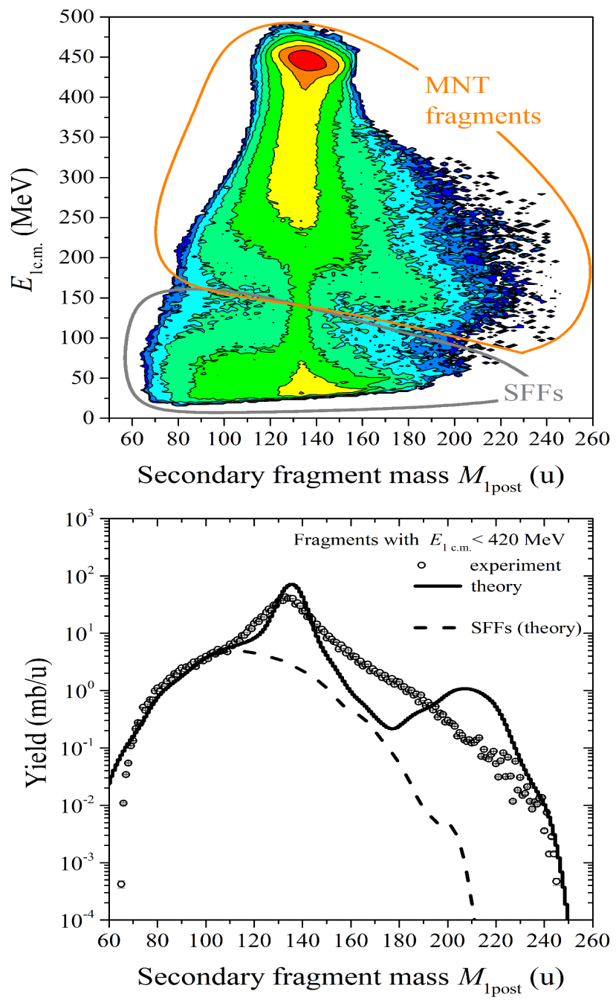 500
450
400
350
300
250
200
150
100
50
0
E1c.m. (MeV)
MNT
fragments
SFFs
60 80 100 120 140 160 180 200 220 240 260
Secondary fragment mass M1post (u)
10³
10²
10¹
10⁰
10⁻¹
10⁻²
10⁻³
10⁻⁴
Yield (mb/u)
Fragments with E1 c.m.< 420 MeV
experiment
theory
SFFs (theory)
60 80 100 120 140 160 180 200 220 240 260
Secondary fragment mass M1post (u)